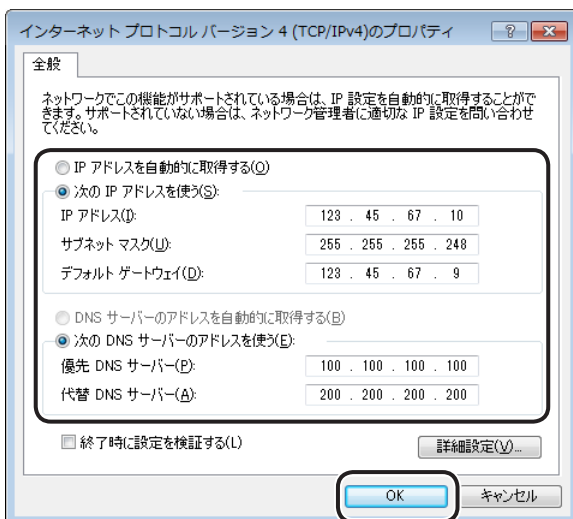 インターネット プロトコル バージョン 4 (TCP/IPv4)のプロパティ
全般
ネットワークでこの機能がサポートされている場合は、IP 設定を自動的に取得することがで
きます。サポートされていない場合は、ネットワーク管理者に適切な IP 設定を問い合わせ
てください。
IP アドレスを自動的に取得する(O)
次の IP アドレスを使う(S):
IP アドレス(I): 123 . 45 . 67 . 10
サブネット マスク(U): 255 . 255 . 255 . 248
デフォルト ゲートウェイ(D): 123 . 45 . 67 . 9
DNS サーバーのアドレスを自動的に取得する(B)
次の DNS サーバーのアドレスを使う(E):
優先 DNS サーバー(P): 100 . 100 . 100 . 100
代替 DNS サーバー(A): 200 . 200 . 200 . 200
終了時に設定を検証する(L)
詳細設定(V)...
OK キャンセル